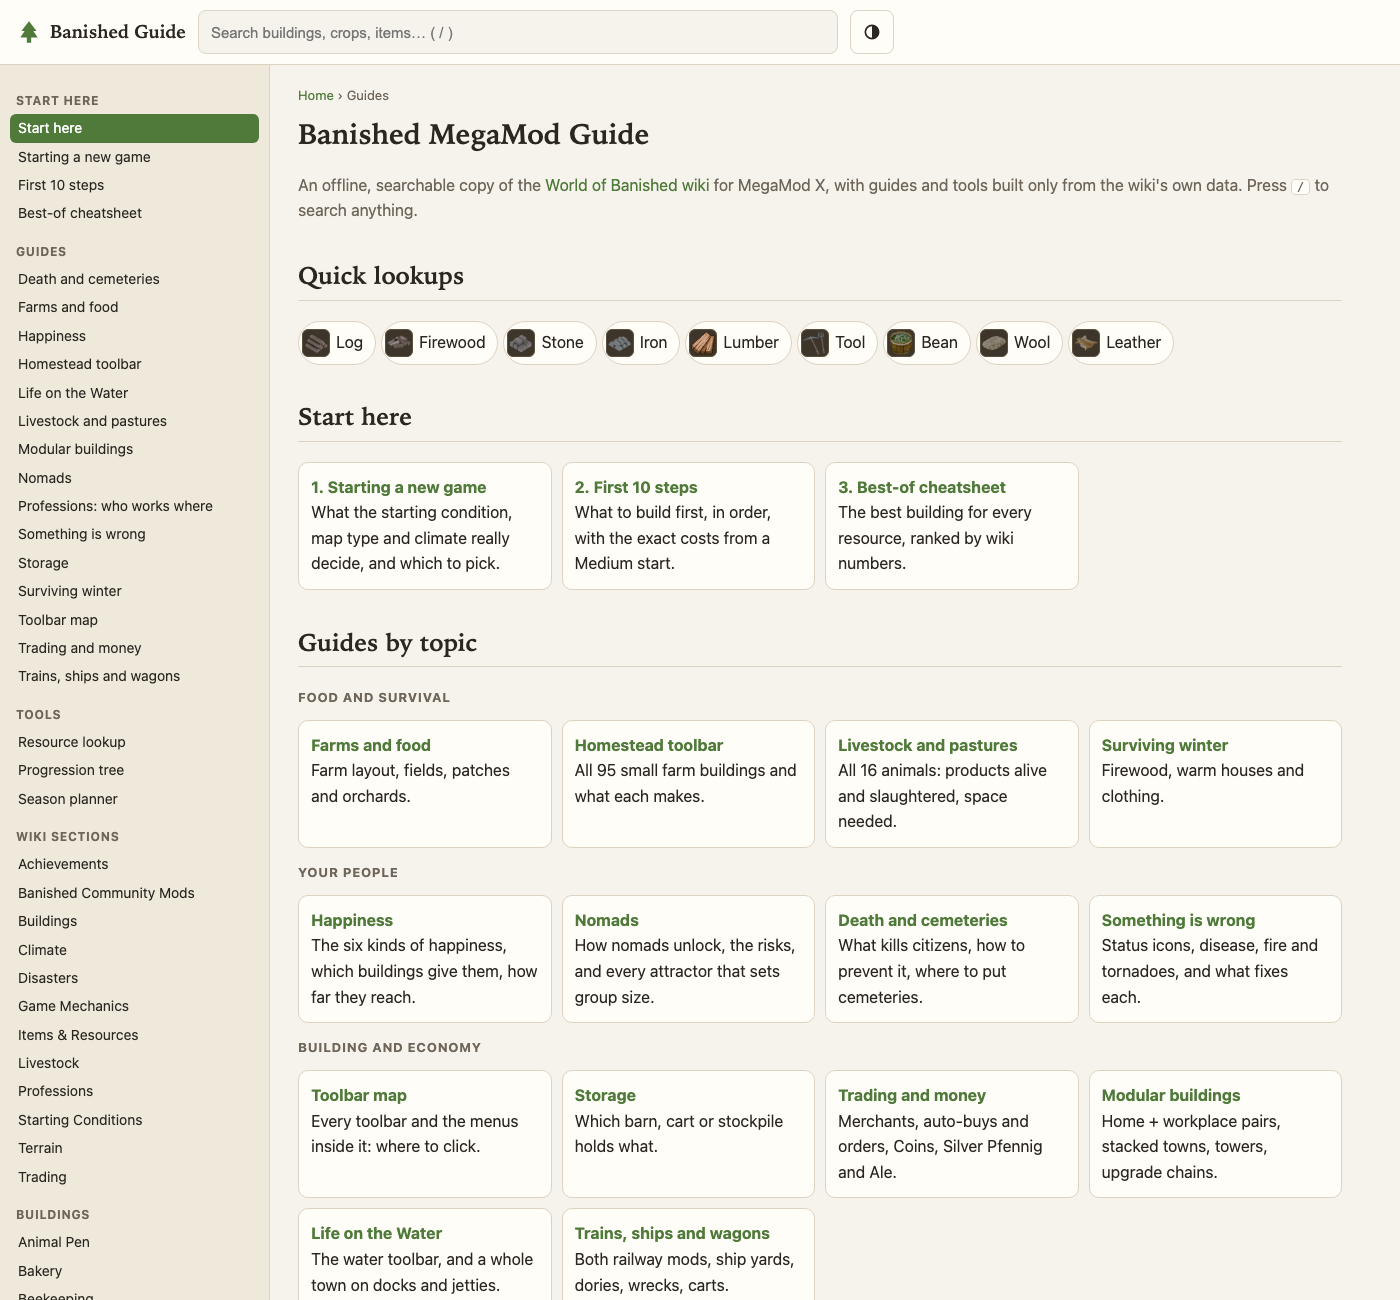 Banished Guide
Search buildings, crops, items... ( / )
START HERE
Start here
Starting a new game
First 10 steps
Best-of cheatsheet
GUIDES
Death and cemeteries
Farms and food
Happiness
Homestead toolbar
Life on the Water
Livestock and pastures
Modular buildings
Nomads
Professions: who works where
Something is wrong
Storage
Surviving winter
Toolbar map
Trading and money
Trains, ships and wagons
TOOLS
Resource lookup
Progression tree
Season planner
WIKI SECTIONS
Achievements
Banished Community Mods
Buildings
Climate
Disasters
Game Mechanics
Items & Resources
Livestock
Professions
Starting Conditions
Terrain
Trading
BUILDINGS
Animal Pen
Bakery
Beekeeping
Home › Guides
Banished MegaMod Guide
An offline, searchable copy of the World of Banished wiki for MegaMod X, with guides and tools built only from the wiki's own data. Press / to
search anything.
Quick lookups
Log Firewood Stone Iron Lumber Tool Bean Wool Leather
Start here
1. Starting a new game
What the starting condition,
map type and climate really
decide, and which to pick.
2. First 10 steps
What to build first, in order,
with the exact costs from a
Medium start.
3. Best-of cheatsheet
The best building for every
resource, ranked by wiki
numbers.
Guides by topic
FOOD AND SURVIVAL
Farms and food
Farm layout, fields, patches
and orchards.
Homestead toolbar
All 95 small farm buildings and
what each makes.
Livestock and pastures
All 16 animals: products alive
and slaughtered, space
needed.
Surviving winter
Firewood, warm houses and
clothing.
YOUR PEOPLE
Happiness
The six kinds of happiness,
which buildings give them, how
far they reach.
Nomads
How nomads unlock, the risks,
and every attractor that sets
group size.
Death and cemeteries
What kills citizens, how to
prevent it, where to put
cemeteries.
Something is wrong
Status icons, disease, fire and
tornadoes, and what fixes
each.
BUILDING AND ECONOMY
Toolbar map
Every toolbar and the menus
inside it: where to click.
Storage
Which barn, cart or stockpile
holds what.
Trading and money
Merchants, auto-buys and
orders, Coins, Silver Pfennig
and Ale.
Modular buildings
Home + workplace pairs,
stacked towns, towers,
upgrade chains.
Life on the Water
The water toolbar, and a whole
town on docks and jetties.
Trains, ships and wagons
Both railway mods, ship yards,
dories, wrecks, carts.